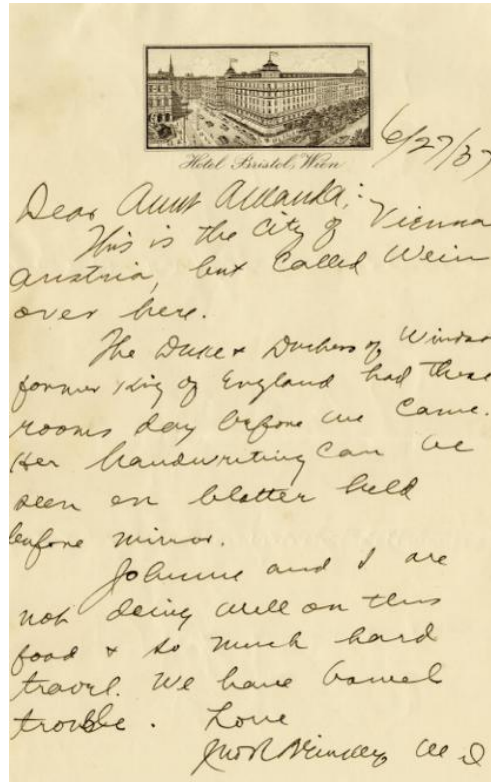 Hotel Bristol, Wien
6/27/37
Dear Aunt Amanda:
This is the City of Vienna
Austria, but called Wein
over here.
The Duke & Duchess of Windsor
former King of England had these
rooms day before we came.
Her handwriting can be
seen on blotter held
before mirror.
Johnnie and I are
not doing well on this
food & so much hard
travel. We have bowel
trouble. Love
Jno R Brinkley M D